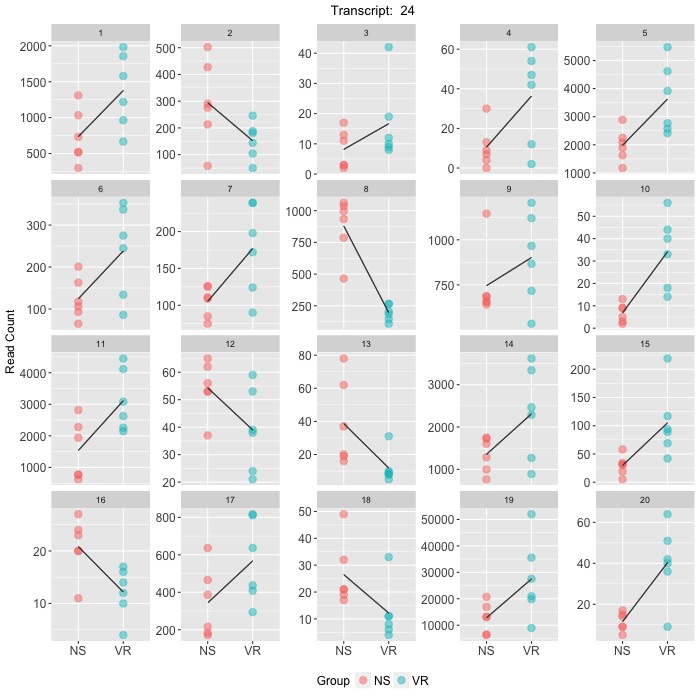 Transcript: 24
1 2 3 4 5
2000 1500 1000 500
500 400 300 200 100
40 30 20 10 0
60 40 20 0
5000 4000 3000 2000 1000
6 7 8 9 10
300 200 100
200 150 100
1000 750 500 250
1000 750
50 40 30 20 10 0
Read Count
11 12 13 14 15
4000 3000 2000 1000
60 50 40 30 20
80 60 40 20
3000 2000 1000
200 150 100 50 0
16 17 18 19 20
20 10
800 600 400 200
50 40 30 20 10
50000 40000 30000 20000 10000
60 40 20
NS VR NS VR NS VR NS VR NS VR
Group NS VR